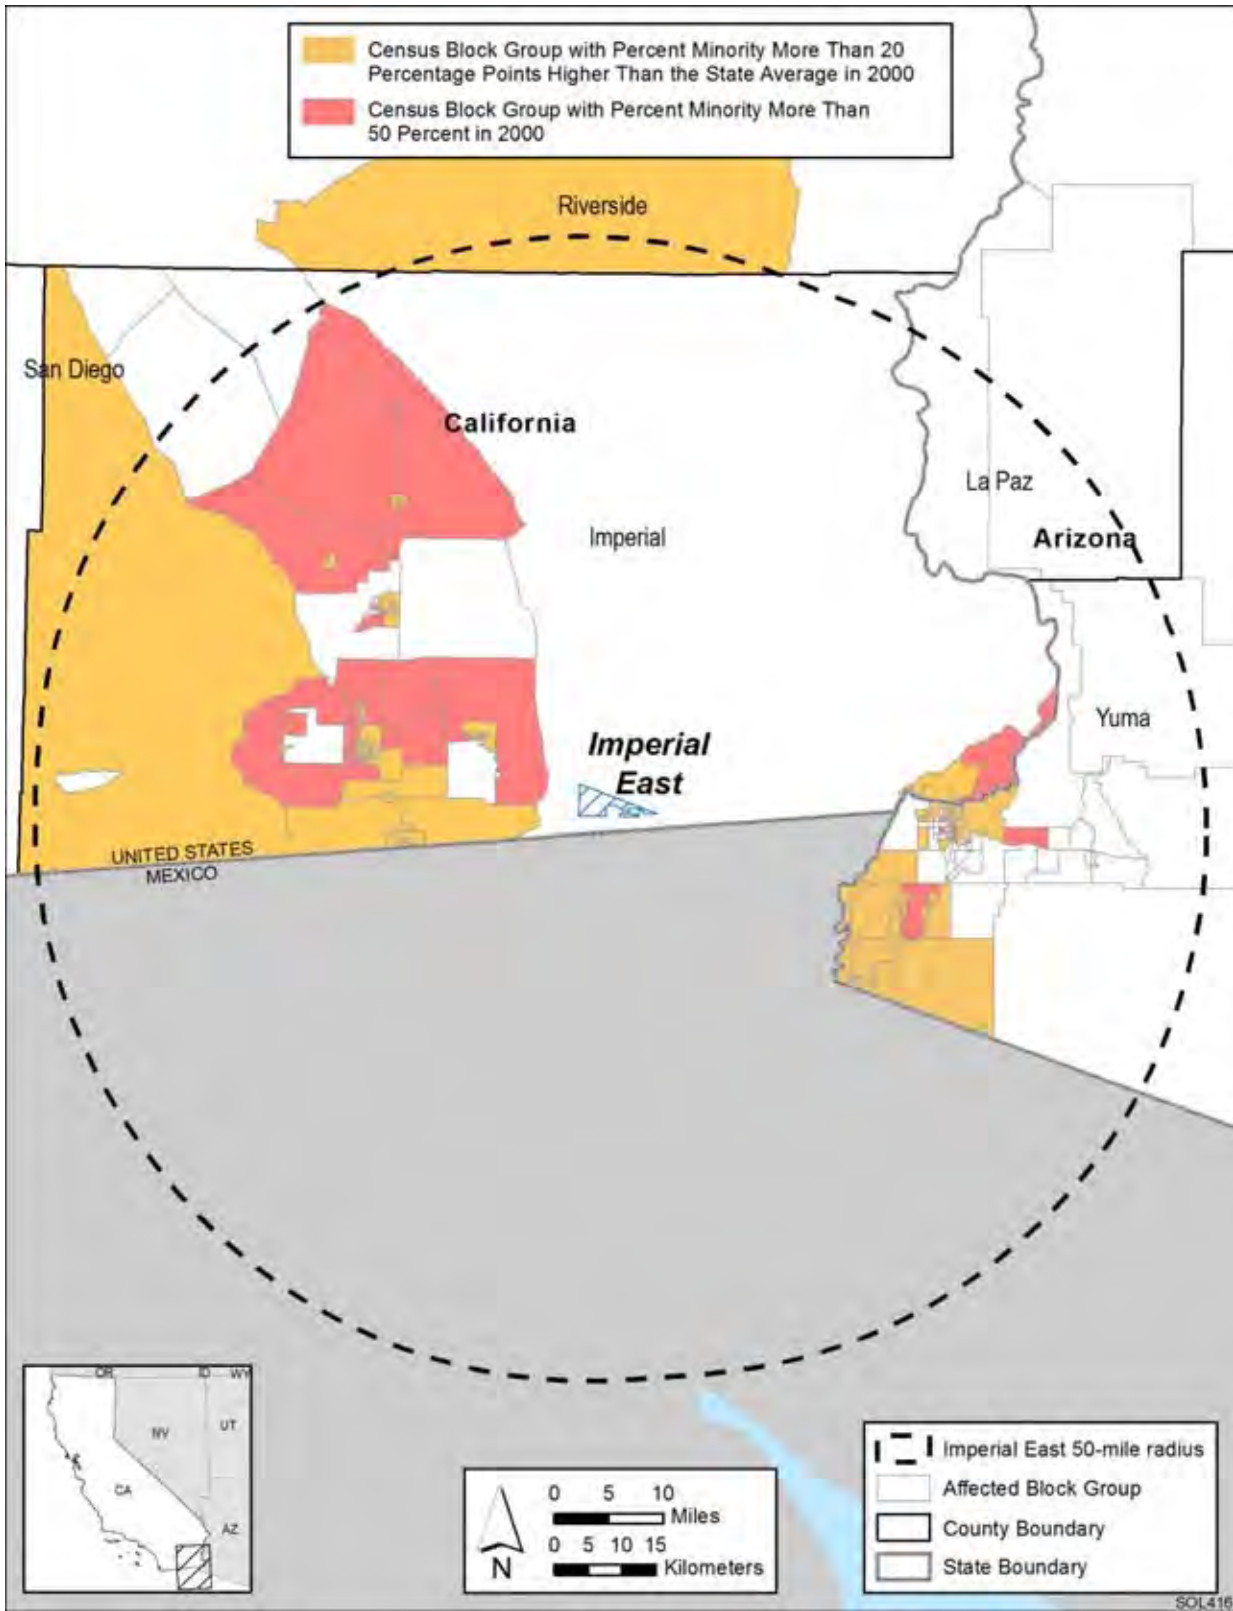 Census Block Group with Percent Minority More Than 20
Percentage Points Higher Than the State Average in 2000
Census Block Group with Percent Minority More Than
50 Percent in 2000
Riverside
San Diego
California
La Paz
Imperial
Arizona
Yuma
Imperial
East
UNITED STATES
MEXICO
OR
ID
WY
NV
UT
CA
AZ
N
0 5 10
Miles
0 5 10 15
Kilometers
Imperial East 50-mile radius
Affected Block Group
County Boundary
State Boundary
SOL416